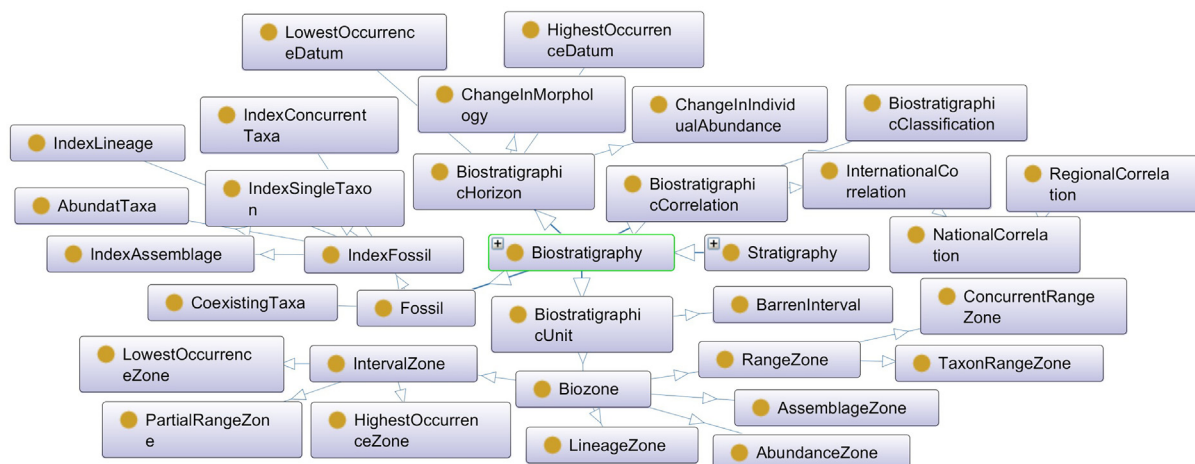 LowestOccurrenc
eDatum
HighestOccurr
enceDatum
ChangeInMorphol
ogy
ChangeInIndivid
ualAbundance
Biostratigraphi
cClassification
IndexConcurrent
Taxa
IndexLineage
IndexSingleTaxo
n
AbundatTaxa
IndexAssemblage
IndexFossil
Biostratigraphi
cHorizon
Biostratigraphi
cCorrelation
InternationalCo
rrelation
RegionalCorrela
tion
NationalCorrela
tion
Biostratigraphy
Stratigraphy
CoexistingTaxa
Fossil
Biostratigraphi
cUnit
BarrenInterval
ConcurrentRange
Zone
LowestOccurrenc
eZone
IntervalZone
RangeZone
TaxonRangeZone
Biozone
PartialRangeZon
e
HighestOccurren
ceZone
AssemblageZone
LineageZone
AbundanceZone